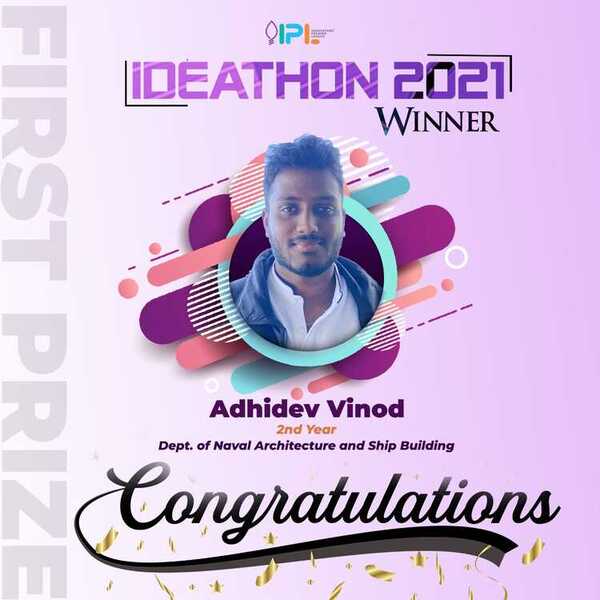 IPL
IDEATHON 2021
WINNER
FIRST PRIZE
Adhidev Vinod
2nd Year
Dept. of Naval Architecture and Ship Building
Congratulations